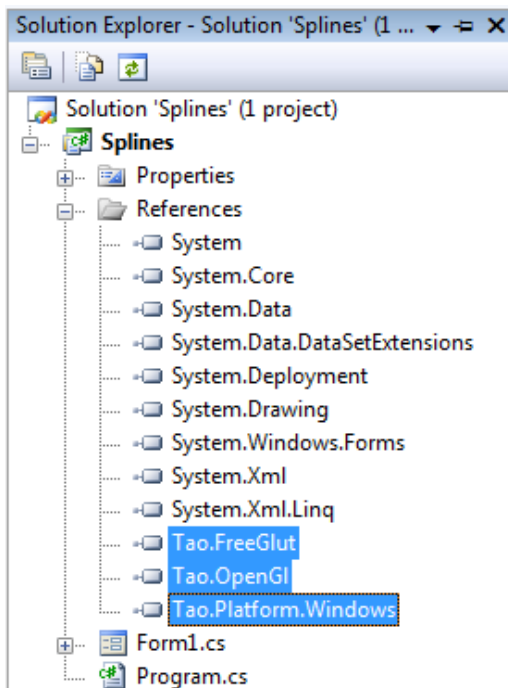 Solution Explorer - Solution 'Splines' (1 ...
Solution 'Splines' (1 project)
Splines
Properties
References
System
System.Core
System.Data
System.Data.DataSetExtensions
System.Deployment
System.Drawing
System.Windows.Forms
System.Xml
System.Xml.Linq
Tao.FreeGlut
Tao.OpenGl
Tao.Platform.Windows
Form1.cs
Program.cs